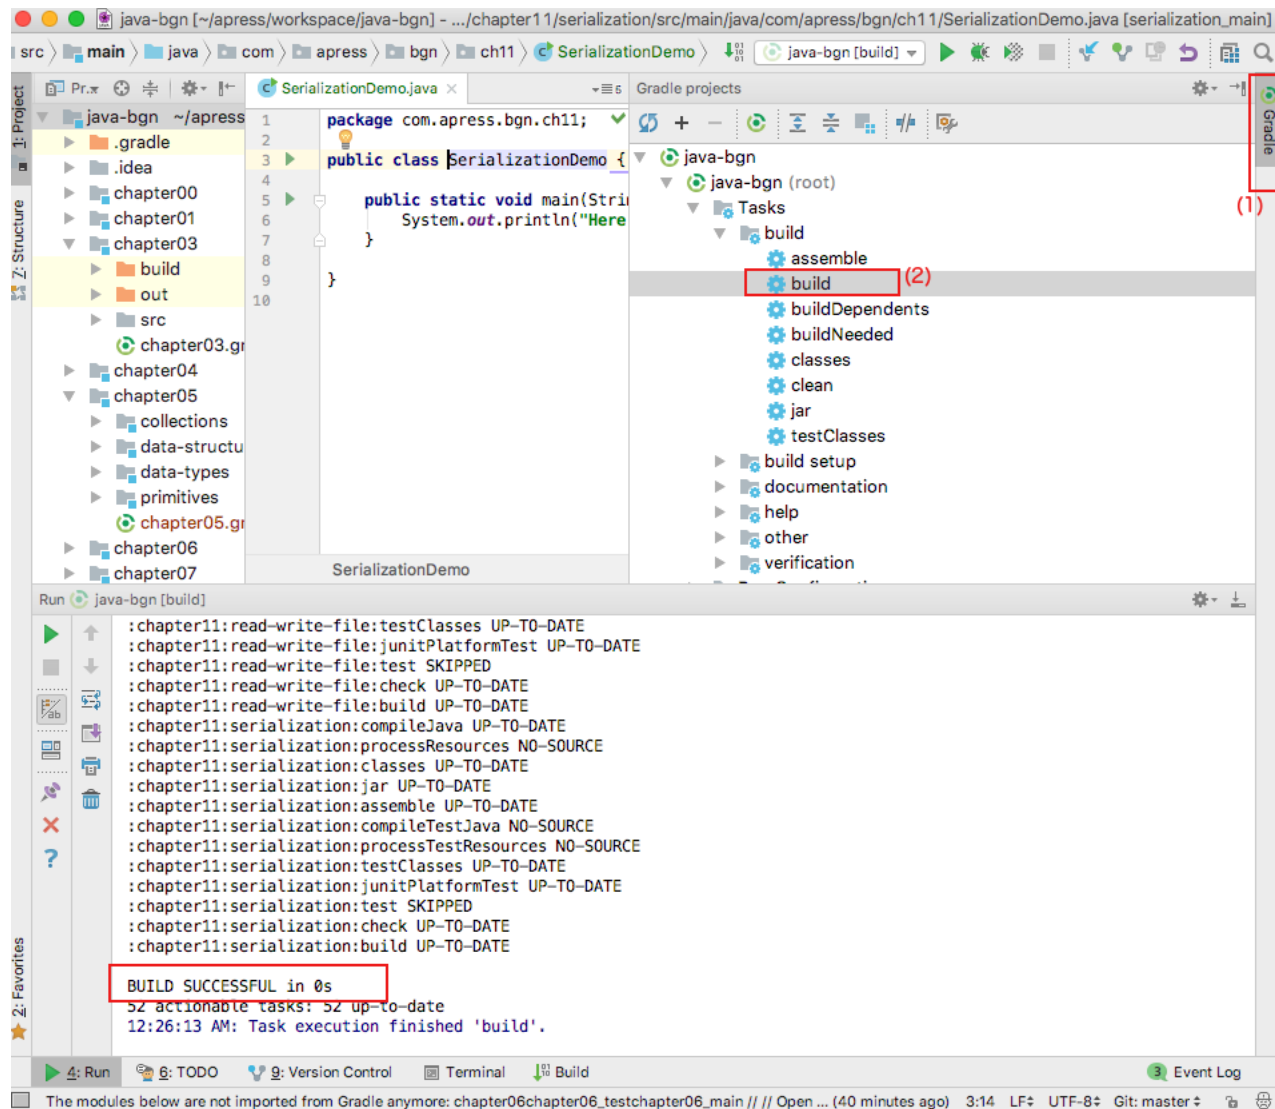 java-bgn [~/apress/workspace/java-bgn] - .../chapter11/serialization/src/main/java/com/apress/bgn/ch11/SerializationDemo.java [serialization_main]
src main java com apress bgn ch11 SerializationDemo java-bgn [build]
1: Project
7: Structure
2: Favorites
Pr.
java-bgn ~/apress
.gradle
.idea
chapter00
chapter01
chapter03
build
out
src
chapter03.gr
chapter04
chapter05
collections
data-structu
data-types
primitives
chapter05.gr
chapter06
chapter07
SerializationDemo.java
5
1 package com.apress.bgn.ch11;
2
3 public class SerializationDemo {
4
5 public static void main(Strin
6 System.out.println("Here
7 }
8
9 }
10
SerializationDemo
Gradle projects
java-bgn
java-bgn (root)
Tasks
build
assemble
build (2)
buildDependents
buildNeeded
classes
clean
jar
testClasses
build setup
documentation
help
other
verification
Gradle
(1)
Run java-bgn [build]
:chapter11:read-write-file:testClasses UP-TO-DATE
:chapter11:read-write-file:junitPlatformTest UP-TO-DATE
:chapter11:read-write-file:test SKIPPED
:chapter11:read-write-file:check UP-TO-DATE
:chapter11:read-write-file:build UP-TO-DATE
:chapter11:serialization:compileJava UP-TO-DATE
:chapter11:serialization:processResources NO-SOURCE
:chapter11:serialization:classes UP-TO-DATE
:chapter11:serialization:jar UP-TO-DATE
:chapter11:serialization:assemble UP-TO-DATE
:chapter11:serialization:compileTestJava NO-SOURCE
:chapter11:serialization:processTestResources NO-SOURCE
:chapter11:serialization:testClasses UP-TO-DATE
:chapter11:serialization:junitPlatformTest UP-TO-DATE
:chapter11:serialization:test SKIPPED
:chapter11:serialization:check UP-TO-DATE
:chapter11:serialization:build UP-TO-DATE
BUILD SUCCESSFUL in 0s
52 actionable tasks: 52 up-to-date
12:26:13 AM: Task execution finished 'build'.
4: Run 6: TODO 9: Version Control Terminal Build 3 Event Log
The modules below are not imported from Gradle anymore: chapter06chapter06_testchapter06_main // // Open ... (40 minutes ago) 3:14 LF UTF-8 Git: master